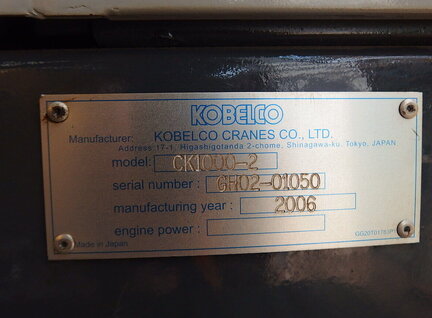 KOBELCO
Manufacturer: KOBELCO CRANES CO., LTD.
Address 17-1, Higashigotanda 2-chome, Shinagawa-ku, Tokyo, JAPAN
model: CK1000-2
serial number: GH02-01050
manufacturing year: 2006
engine power:
Made in Japan